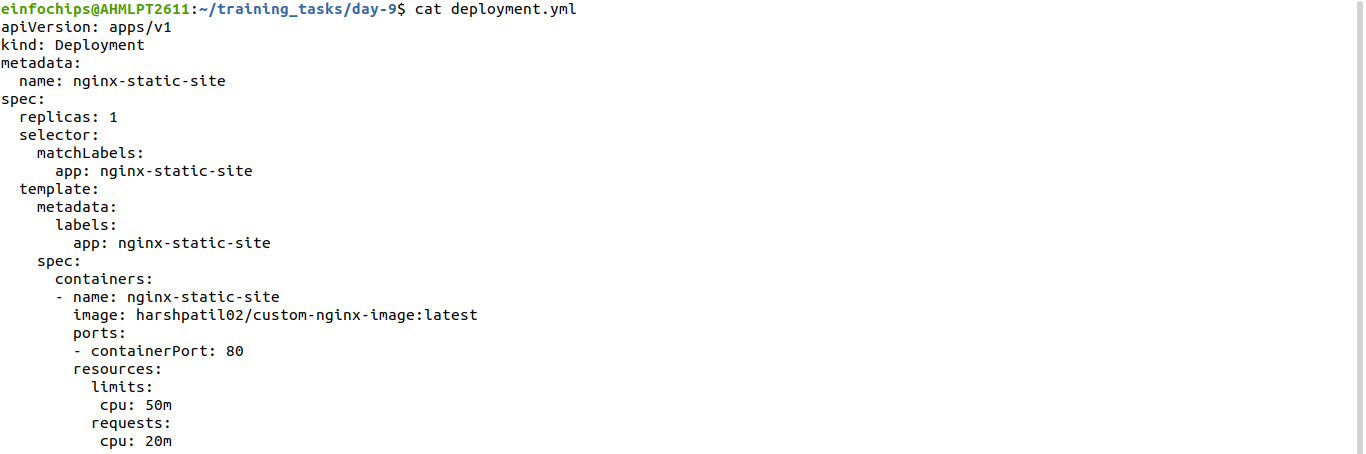 einfochips@AHMLPT2611:~/training_tasks/day-9$ cat deployment.yml
apiVersion: apps/v1
kind: Deployment
metadata:
  name: nginx-static-site
spec:
  replicas: 1
  selector:
    matchLabels:
      app: nginx-static-site
  template:
    metadata:
      labels:
        app: nginx-static-site
    spec:
      containers:
      - name: nginx-static-site
        image: harshpatil02/custom-nginx-image:latest
        ports:
        - containerPort: 80
        resources:
          limits:
           cpu: 50m
          requests:
           cpu: 20m